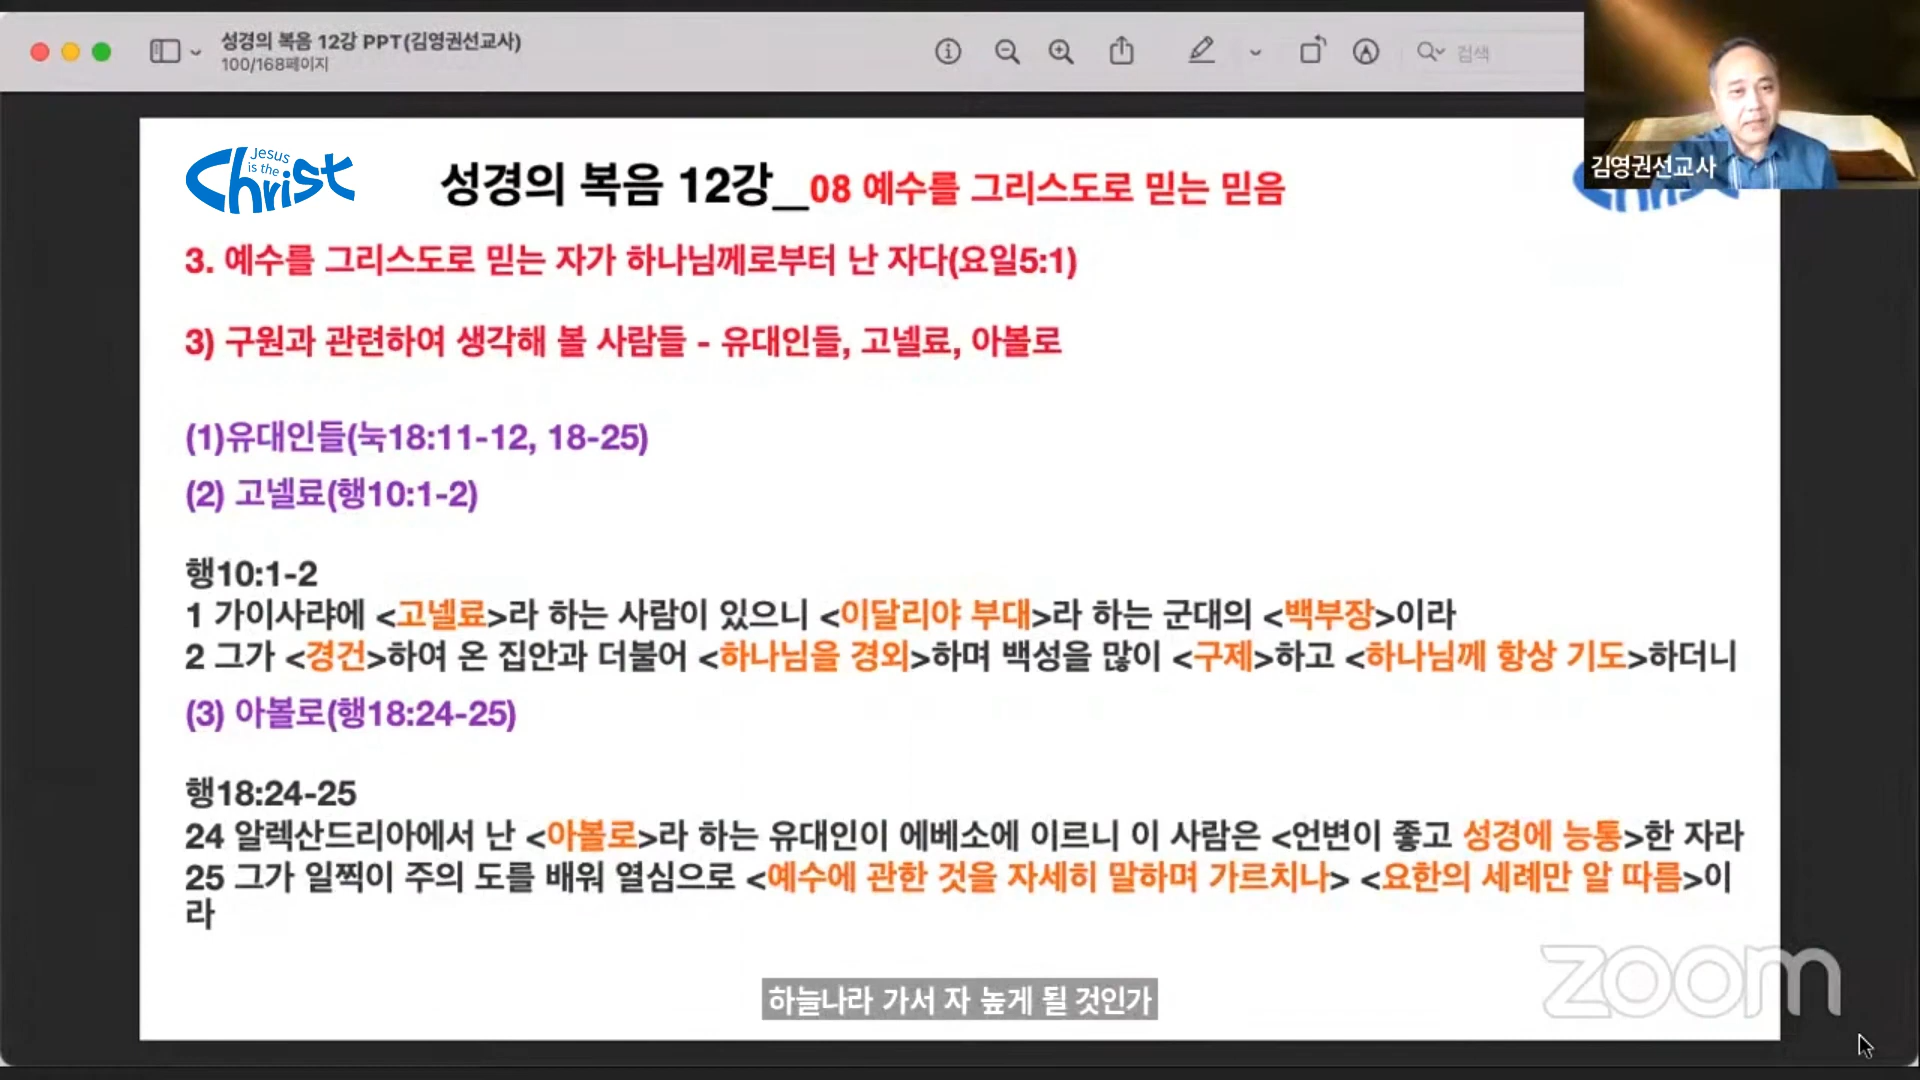 성경의 복음 12강 PPT(김영권선교사)
100/168페이지
검색
김영권선교사
Jesus
is the
Christ
성경의 복음 12강_08 예수를 그리스도로 믿는 믿음
3. 예수를 그리스도로 믿는 자가 하나님께로부터 난 자다(요일5:1)
3) 구원과 관련하여 생각해 볼 사람들 - 유대인들, 고넬료, 아볼로
(1)유대인들(눅18:11-12, 18-25)
(2) 고넬료(행10:1-2)
행10:1-2
1 가이사랴에 <고넬료>라 하는 사람이 있으니 <이달리야 부대>라 하는 군대의 <백부장>이라
2 그가 <경건>하여 온 집안과 더불어 <하나님을 경외>하며 백성을 많이 <구제>하고 <하나님께 항상 기도>하더니
(3) 아볼로(행18:24-25)
행18:24-25
24 알렉산드리아에서 난 <아볼로>라 하는 유대인이 에베소에 이르니 이 사람은 <언변이 좋고 성경에 능통>한 자라
25 그가 일찍이 주의 도를 배워 열심으로 <예수에 관한 것을 자세히 말하며 가르치나> <요한의 세례만 알 따름>이
라
하늘나라 가서 자 높게 될 것인가
zoom